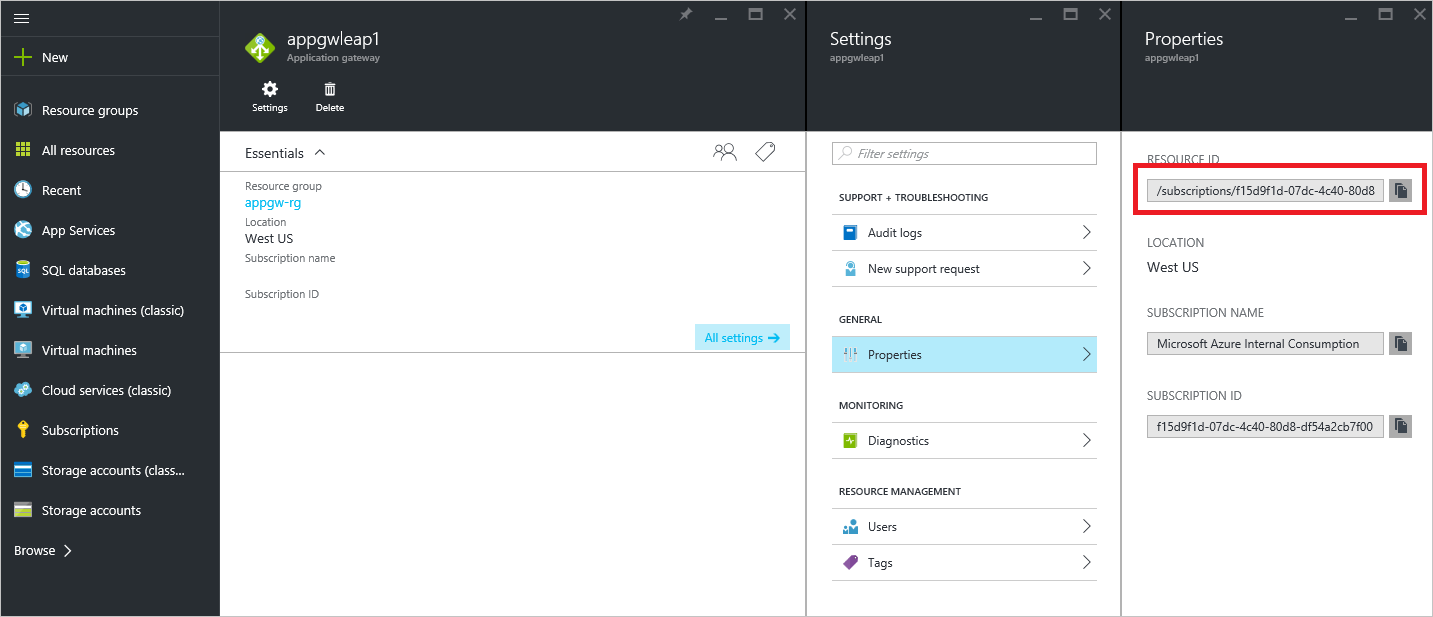 New
Resource groups
All resources
Recent
App Services
SQL databases
Virtual machines (classic)
Virtual machines
Cloud services (classic)
Subscriptions
Storage accounts (class...
Storage accounts
Browse
appgwleap1
Application gateway
Settings
Delete
Essentials
Resource group
appgw-rg
Location
West US
Subscription name
Subscription ID
All settings
Settings
appgwleap1
Filter settings
SUPPORT + TROUBLESHOOTING
Audit logs
New support request
GENERAL
Properties
MONITORING
Diagnostics
RESOURCE MANAGEMENT
Users
Tags
Properties
appgwleap1
RESOURCE ID
/subscriptions/f15d9f1d-07dc-4c40-80d8
LOCATION
West US
SUBSCRIPTION NAME
Microsoft Azure Internal Consumption
SUBSCRIPTION ID
f15d9f1d-07dc-4c40-80d8-df54a2cb7f00